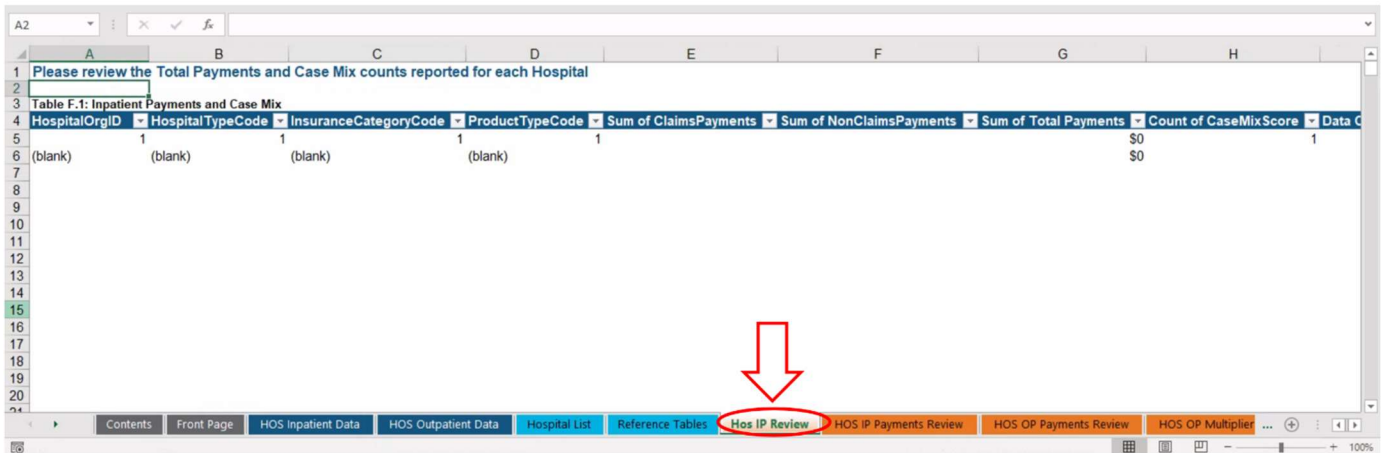 A2 fx
A B C D E F G H
1 Please review the Total Payments and Case Mix counts reported for each Hospital
2
3 Table F.1: Inpatient Payments and Case Mix
4 HospitalOrgID HospitalTypeCode InsuranceCategoryCode ProductTypeCode Sum of ClaimsPayments Sum of NonClaimsPayments Sum of Total Payments Count of CaseMixScore Data C
5 1 1 1 1 $0 1
6 (blank) (blank) (blank) (blank) $0
7
8
9
10
11
12
13
14
15
16
17
18
19
20
21
Contents Front Page HOS Inpatient Data HOS Outpatient Data Hospital List Reference Tables Hos IP Review HOS IP Payments Review HOS OP Payments Review HOS OP Multiplier ...
100%